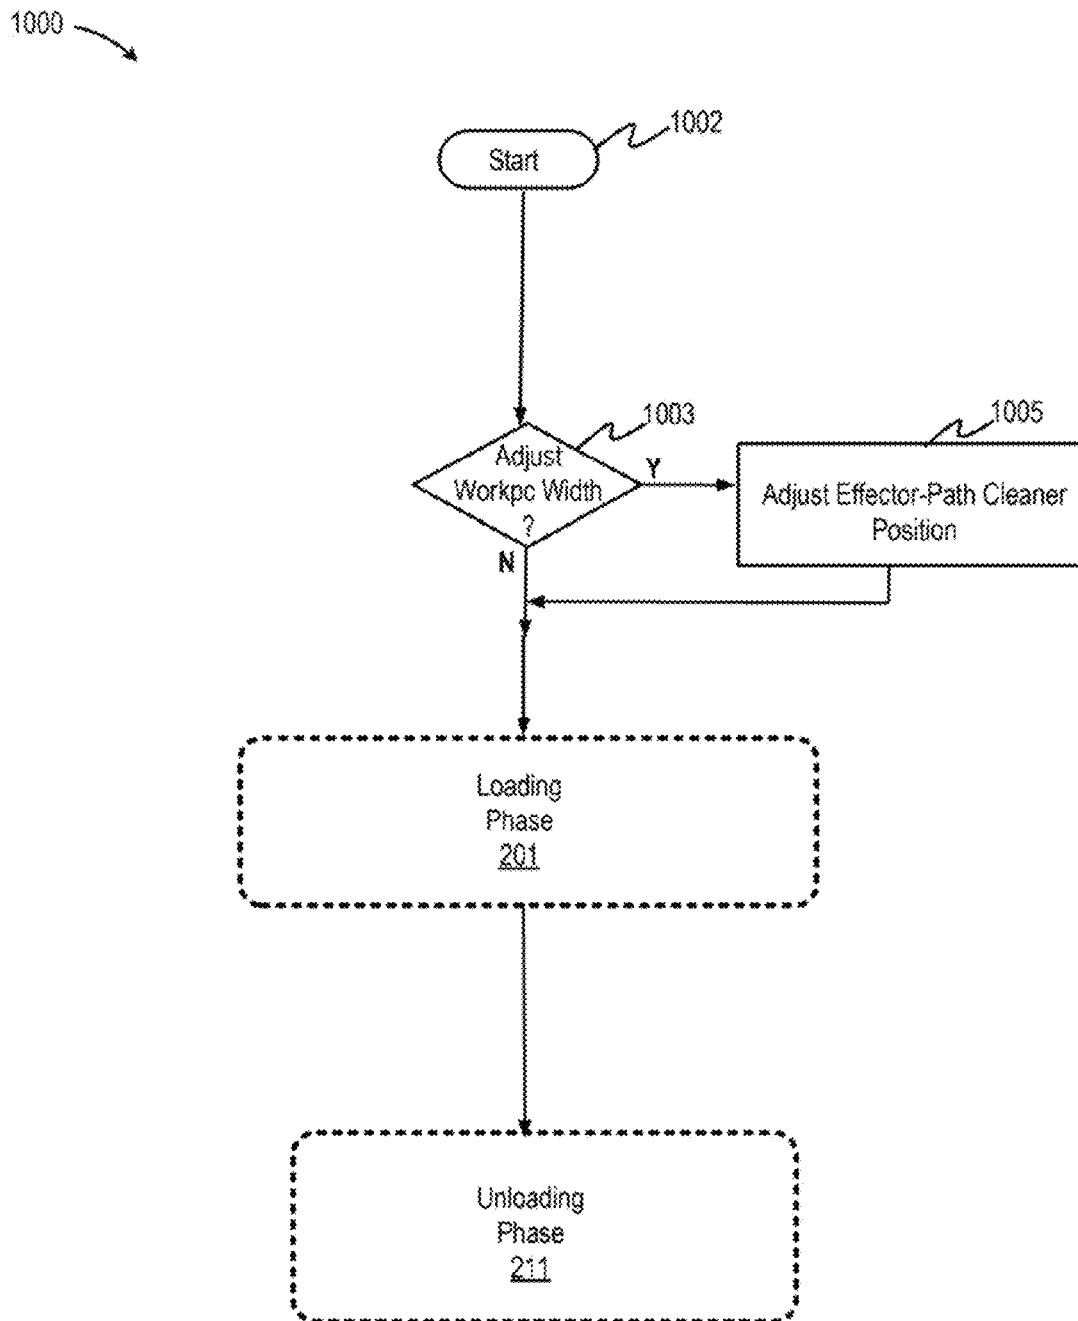 1000
1002
Start
1003
1005
Adjust
Workpc Width
?
Y
N
Adjust Effector-Path Cleaner
Position
Loading
Phase
201
Unloading
Phase
211